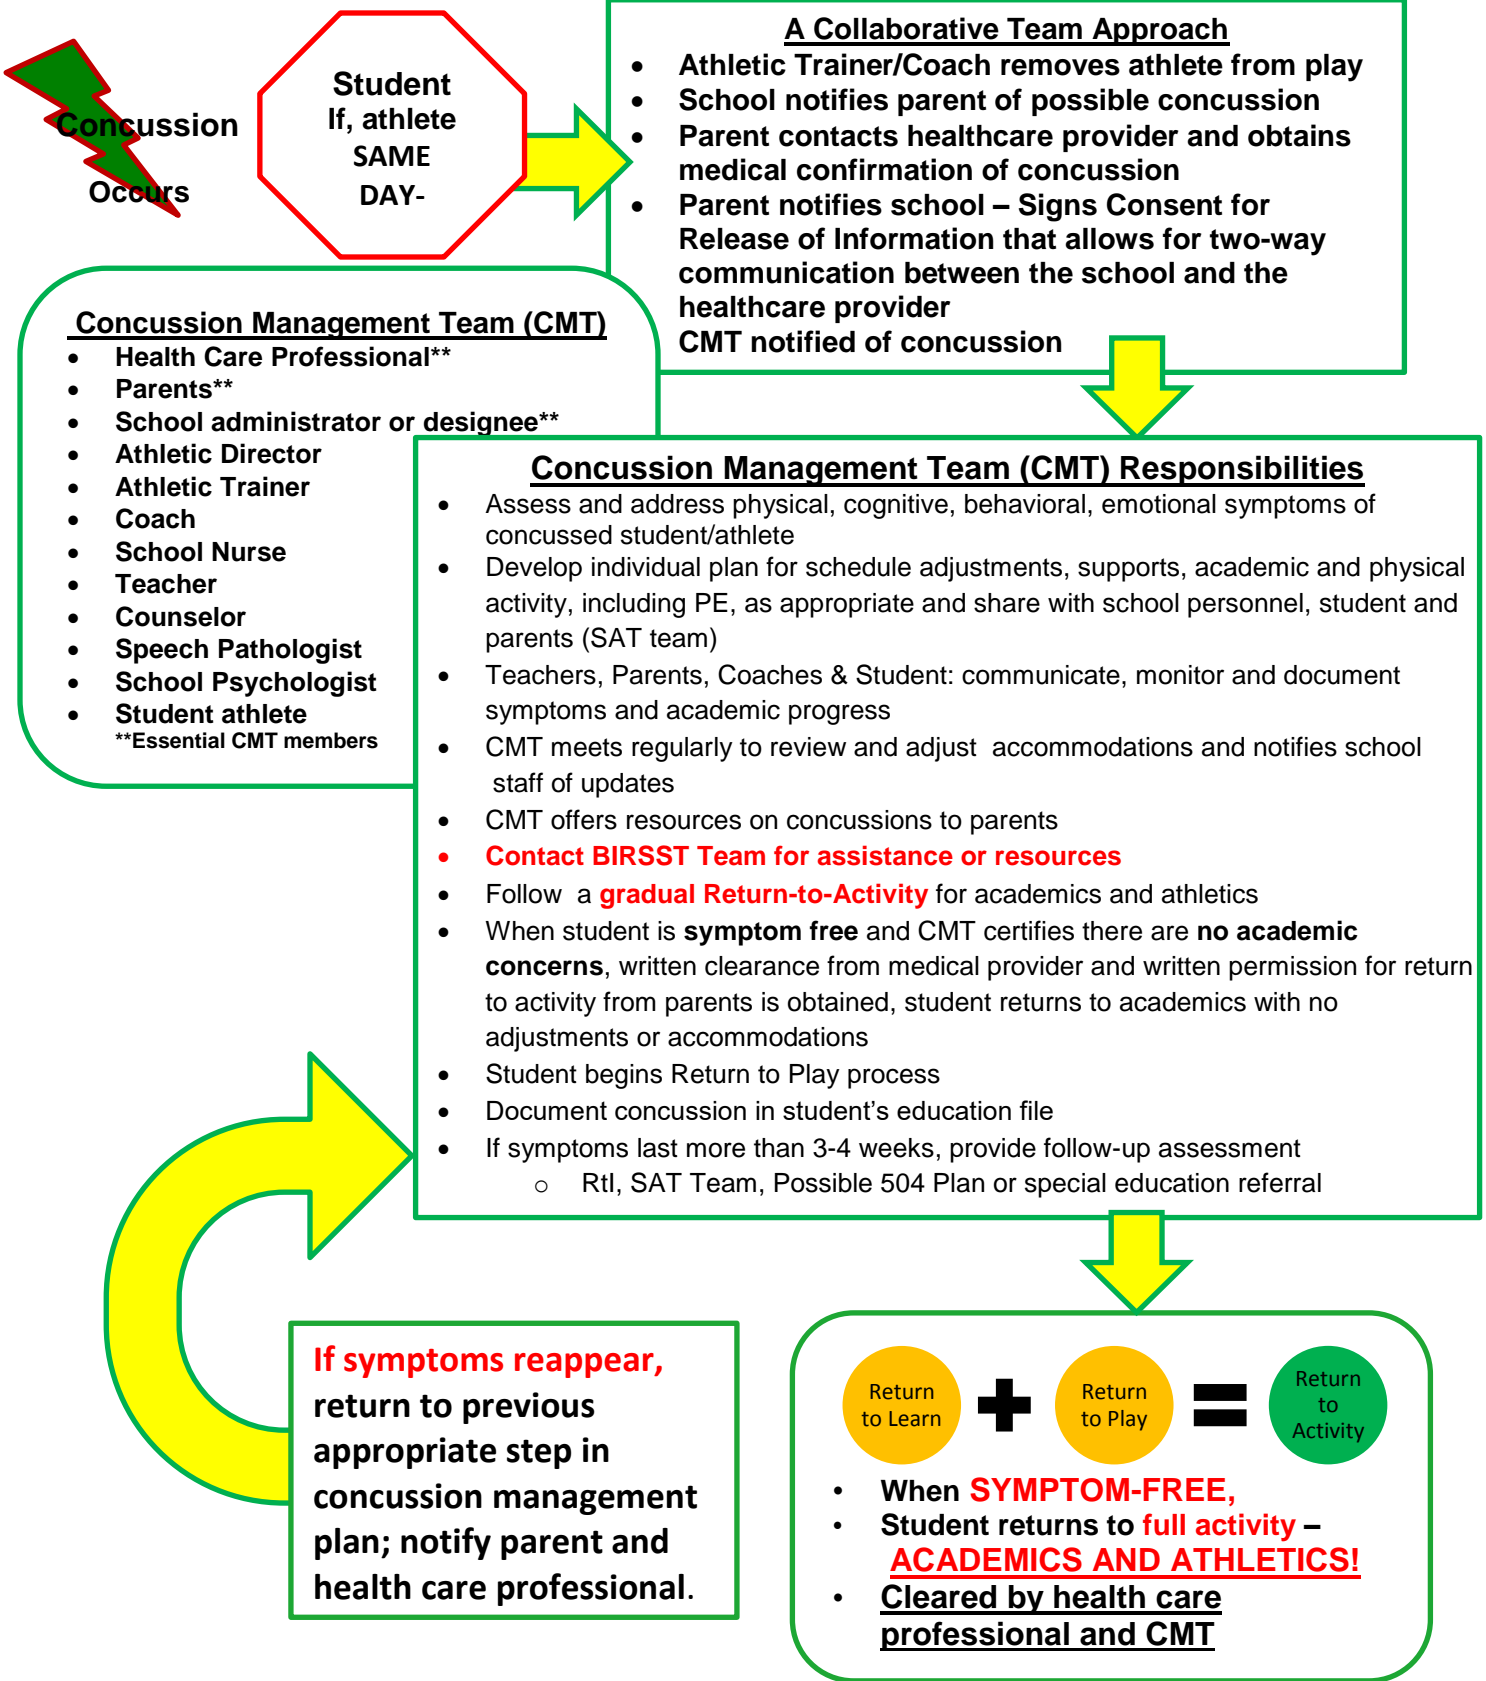 Concussion
Occurs
Student
If, athlete
SAME
DAY-
A Collaborative Team Approach
• Athletic Trainer/Coach removes athlete from play
• School notifies parent of possible concussion
• Parent contacts healthcare provider and obtains
medical confirmation of concussion
• Parent notifies school – Signs Consent for
Release of Information that allows for two-way
communication between the school and the
healthcare provider
CMT notified of concussion
Concussion Management Team (CMT)
• Health Care Professional**
• Parents**
• School administrator or designee**
• Athletic Director
• Athletic Trainer
• Coach
• School Nurse
• Teacher
• Counselor
• Speech Pathologist
• School Psychologist
• Student athlete
**Essential CMT members
Concussion Management Team (CMT) Responsibilities
• Assess and address physical, cognitive, behavioral, emotional symptoms of
concussed student/athlete
• Develop individual plan for schedule adjustments, supports, academic and physical
activity, including PE, as appropriate and share with school personnel, student and
parents (SAT team)
• Teachers, Parents, Coaches & Student: communicate, monitor and document
symptoms and academic progress
• CMT meets regularly to review and adjust accommodations and notifies school
staff of updates
• CMT offers resources on concussions to parents
• Contact BIRSST Team for assistance or resources
• Follow a gradual Return-to-Activity for academics and athletics
• When student is symptom free and CMT certifies there are no academic
concerns, written clearance from medical provider and written permission for return
to activity from parents is obtained, student returns to academics with no
adjustments or accommodations
• Student begins Return to Play process
• Document concussion in student's education file
• If symptoms last more than 3-4 weeks, provide follow-up assessment
o RtI, SAT Team, Possible 504 Plan or special education referral
If symptoms reappear,
return to previous
appropriate step in
concussion management
plan; notify parent and
health care professional.
Return
to Learn
+
Return
to Play
=
Return
to
Activity
• When SYMPTOM-FREE,
• Student returns to full activity –
ACADEMICS AND ATHLETICS!
• Cleared by health care
professional and CMT